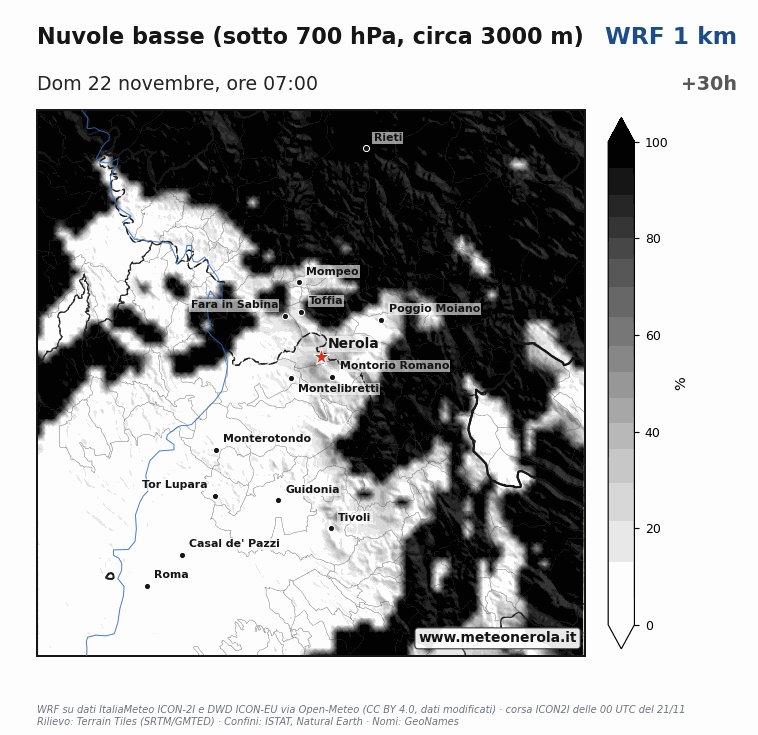 Nuvole basse (sotto 700 hPa, circa 3000 m) WRF 1 km
Dom 22 novembre, ore 07:00 +30h
Rieti
100
80
60
40
20
0
%
Mompeo
Fara in Sabina
Toffia
Poggio Moiano
Nerola
Montorio Romano
Montelibretti
Monterotondo
Tor Lupara
Guidonia
Tivoli
Casal de' Pazzi
Roma
www.meteonerola.it
WRF su dati ItaliaMeteo ICON-2I e DWD ICON-EU via Open-Meteo (CC BY 4.0, dati modificati) · corsa ICON2I delle 00 UTC del 21/11
Rilievo: Terrain Tiles (SRTM/GMTED) · Confini: ISTAT, Natural Earth · Nomi: GeoNames